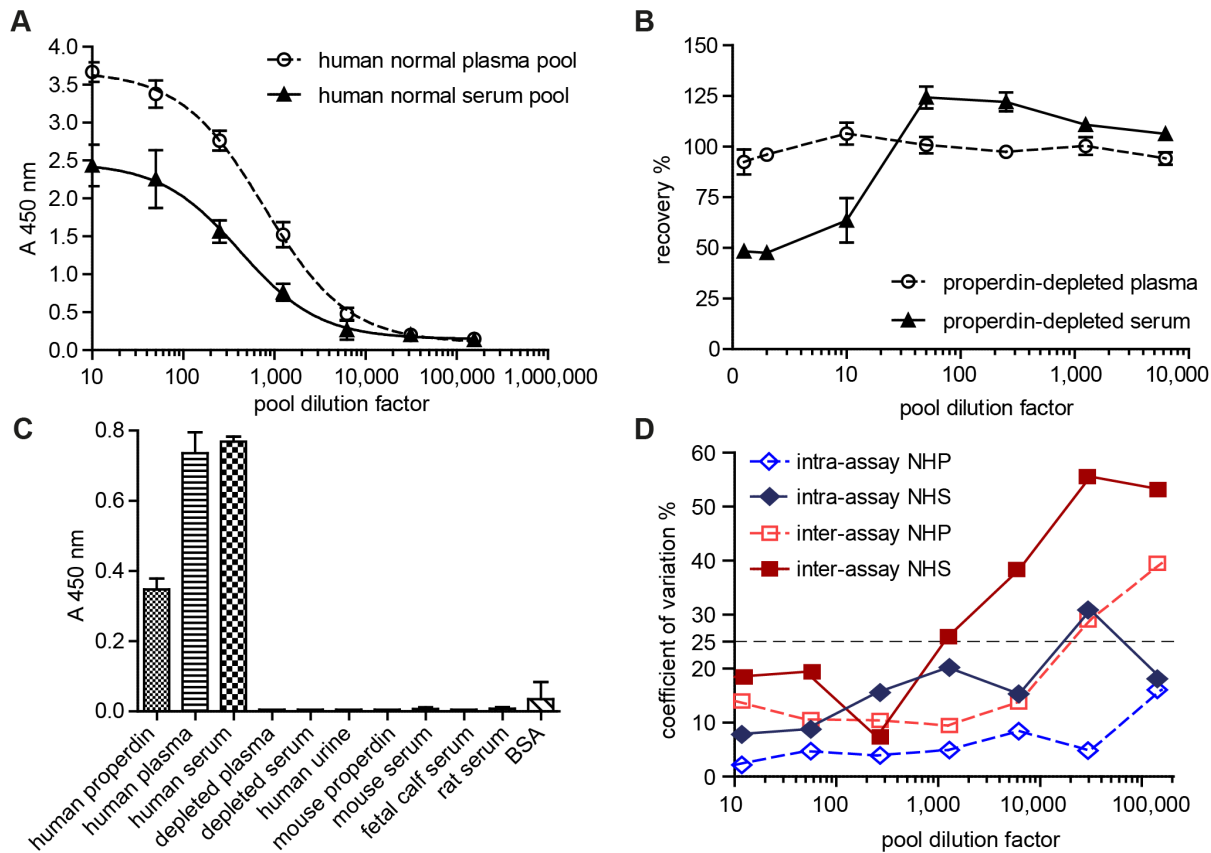 A
4.0
3.5
3.0
2.5
2.0
1.5
1.0
0.5
0.0
A 450 nm
10
100
1,000
10,000
100,000
1,000,000
pool dilution factor
human normal plasma pool
human normal serum pool
B
150
125
100
75
50
25
0
recovery %
0
10
100
1,000
10,000
pool dilution factor
properdin-depleted plasma
properdin-depleted serum
C
0.8
0.6
0.4
0.2
0.0
A 450 nm
human properdin
human plasma
human serum
depleted plasma
depleted serum
human urine
mouse properdin
mouse serum
fetal calf serum
rat serum
BSA
D
60
50
40
30
25
20
10
0
coefficient of variation %
10
100
1,000
10,000
100,000
pool dilution factor
intra-assay NHP
intra-assay NHS
inter-assay NHP
inter-assay NHS